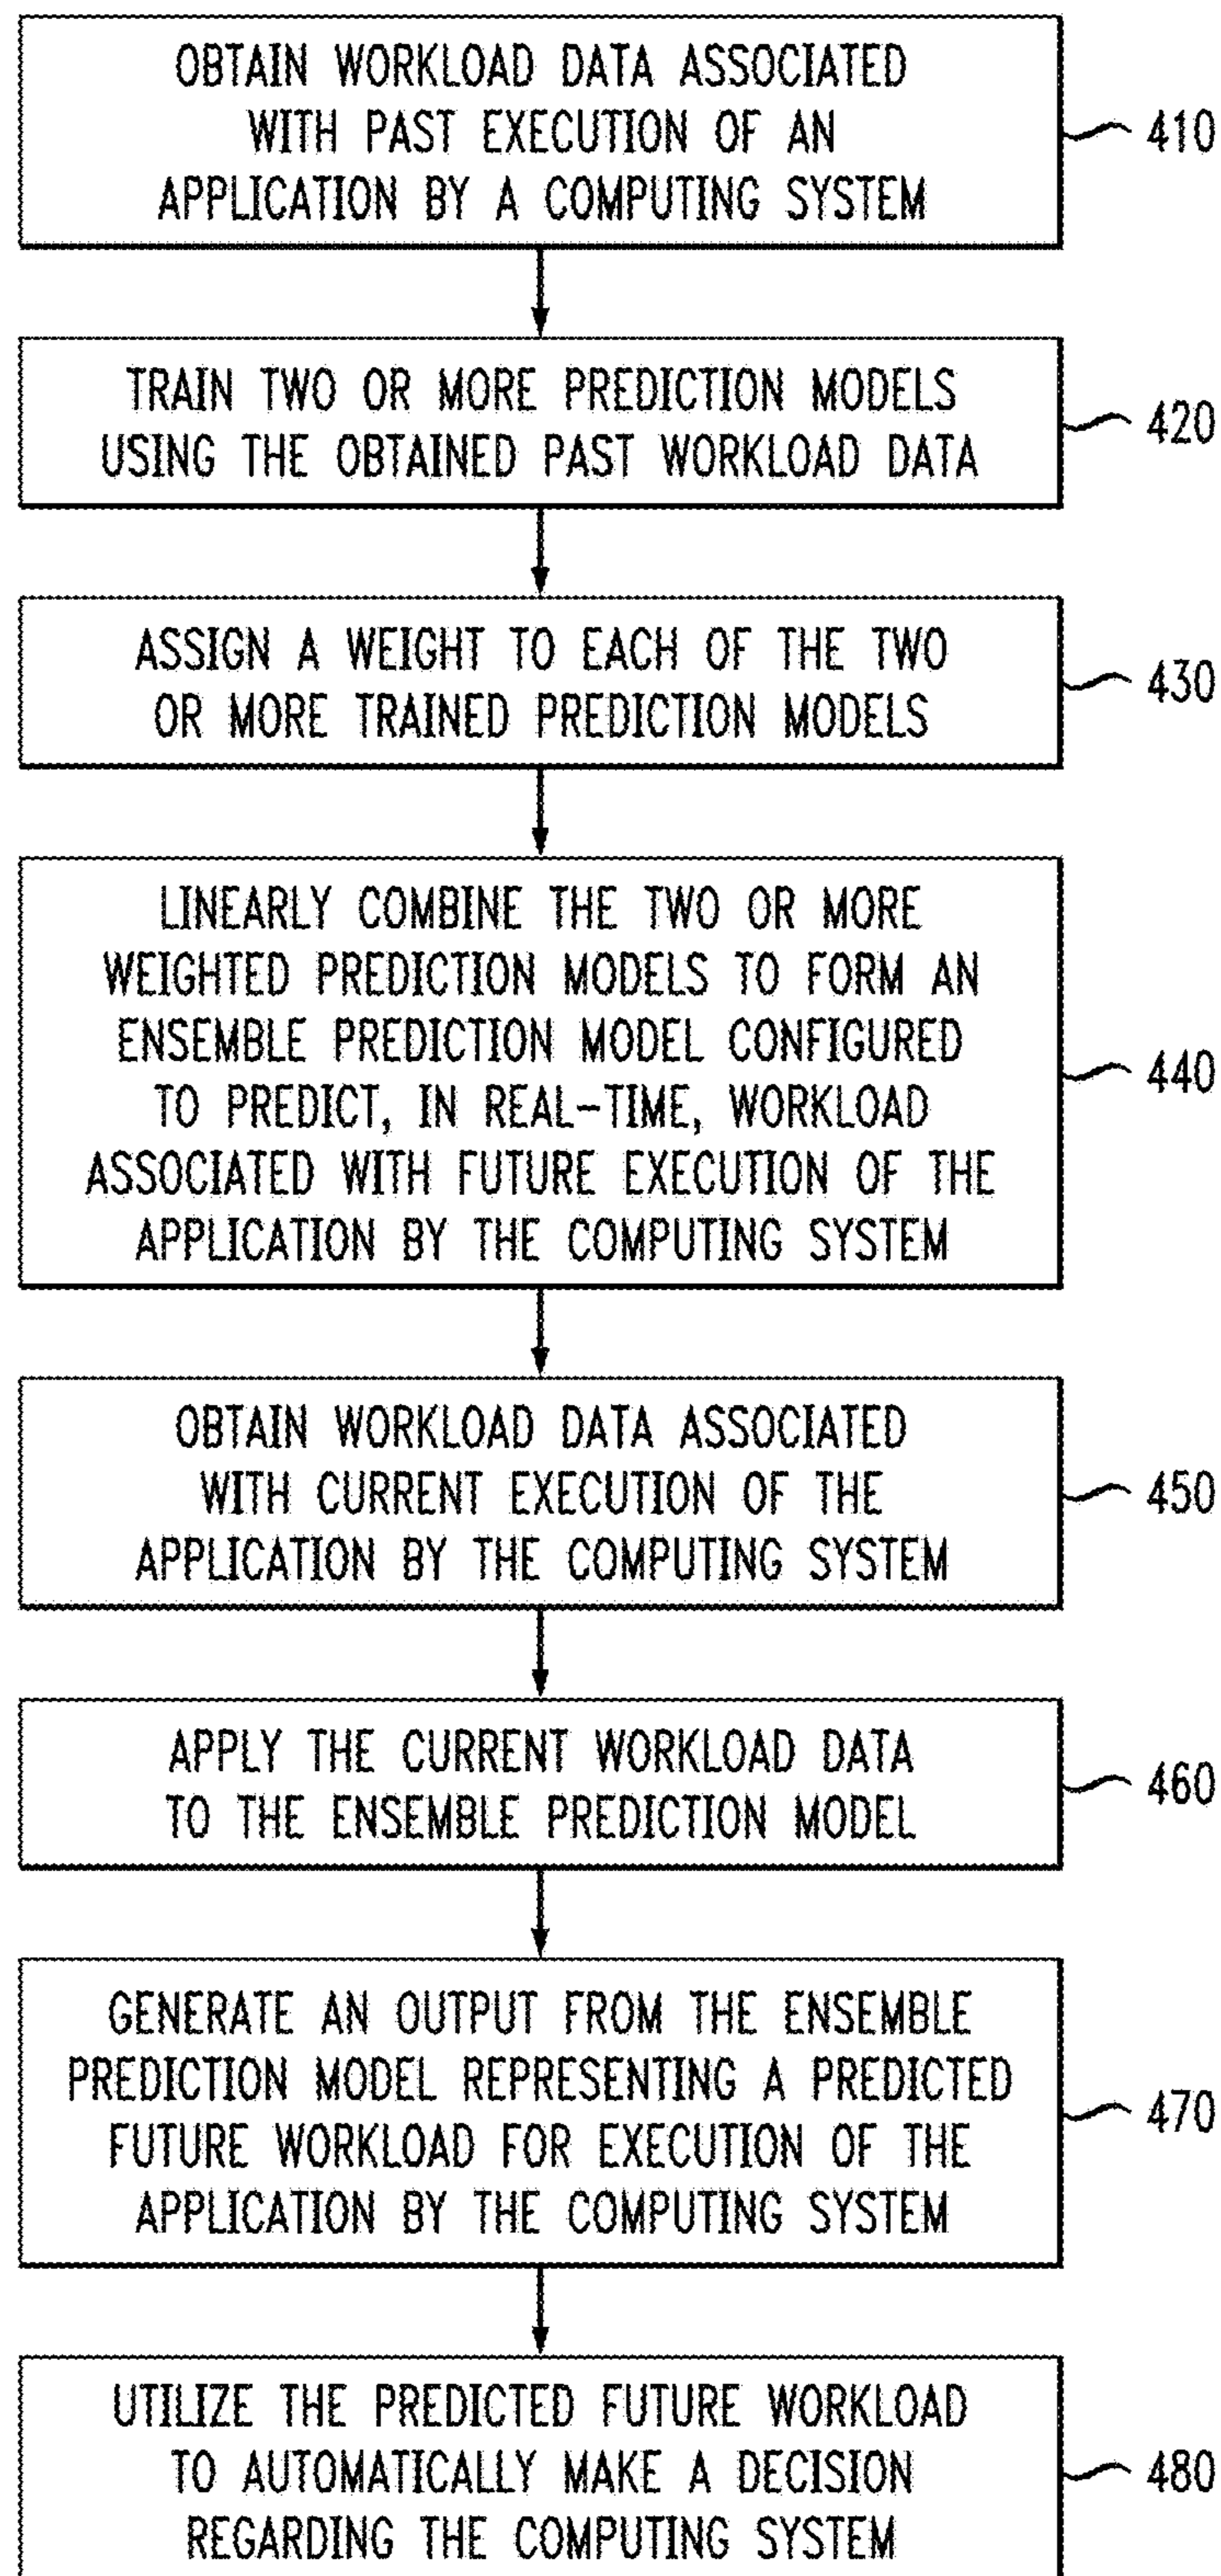 OBTAIN WORKLOAD DATA ASSOCIATED
WITH PAST EXECUTION OF AN
APPLICATION BY A COMPUTING SYSTEM
410
TRAIN TWO OR MORE PREDICTION MODELS
USING THE OBTAINED PAST WORKLOAD DATA
420
ASSIGN A WEIGHT TO EACH OF THE TWO
OR MORE TRAINED PREDICTION MODELS
430
LINEARLY COMBINE THE TWO OR MORE
WEIGHTED PREDICTION MODELS TO FORM AN
ENSEMBLE PREDICTION MODEL CONFIGURED
TO PREDICT, IN REAL-TIME, WORKLOAD
ASSOCIATED WITH FUTURE EXECUTION OF THE
APPLICATION BY THE COMPUTING SYSTEM
440
OBTAIN WORKLOAD DATA ASSOCIATED
WITH CURRENT EXECUTION OF THE
APPLICATION BY THE COMPUTING SYSTEM
450
APPLY THE CURRENT WORKLOAD DATA
TO THE ENSEMBLE PREDICTION MODEL
460
GENERATE AN OUTPUT FROM THE ENSEMBLE
PREDICTION MODEL REPRESENTING A PREDICTED
FUTURE WORKLOAD FOR EXECUTION OF THE
APPLICATION BY THE COMPUTING SYSTEM
470
UTILIZE THE PREDICTED FUTURE WORKLOAD
TO AUTOMATICALLY MAKE A DECISION
REGARDING THE COMPUTING SYSTEM
480